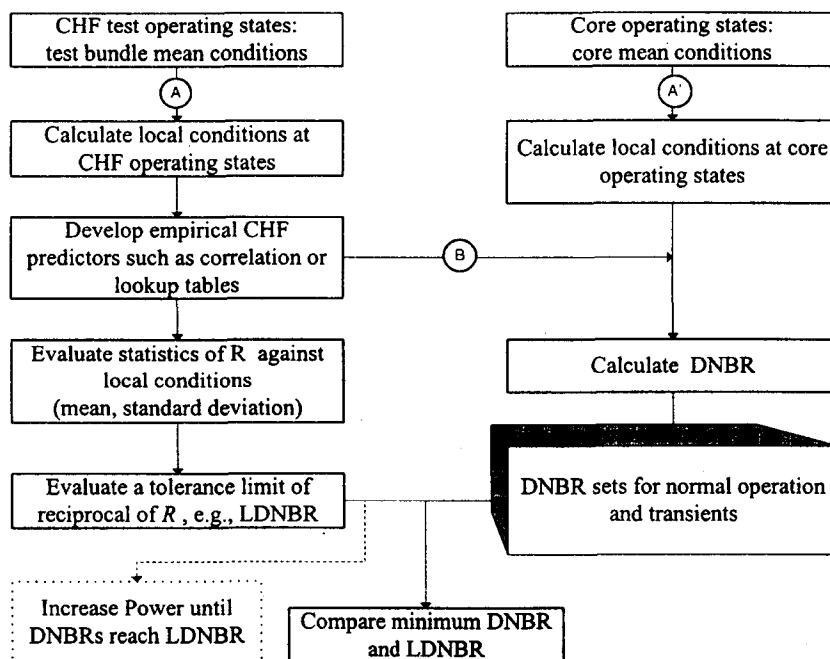 CHF test operating states:
test bundle mean conditions
A
Calculate local conditions at
CHF operating states
Develop empirical CHF
predictors such as correlation or
lookup tables
B
Evaluate statistics of R against
local conditions
(mean, standard deviation)
Evaluate a tolerance limit of
reciprocal of R , e.g., LDNBR
Increase Power until
DNBRs reach LDNBR
Core operating states:
core mean conditions
A'
Calculate local conditions at core
operating states
Calculate DNBR
DNBR sets for normal operation
and transients
Compare minimum DNBR
and LDNBR